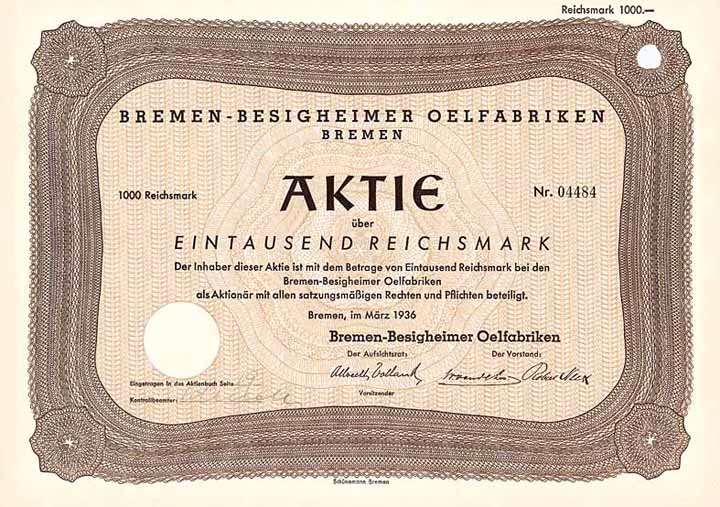 Reichsmark 1000.—
BREMEN-BESIGHEIMER OELFABRIKEN
BREMEN
1000 Reichsmark
AKTIE
Nr. 04484
über
EINTAUSEND REICHSMARK
Der Inhaber dieser Aktie ist mit dem Betrage von Eintausend Reichsmark bei den
Bremen-Besigheimer Oelfabriken
als Aktionär mit allen satzungsmäßigen Rechten und Pflichten beteiligt.
Bremen, im März 1936
Bremen-Besigheimer Oelfabriken
Der Aufsichtsrat:
Der Vorstand:
Vorsitzender
Eingetragen in das Aktienbuch Seite
Kontrollbeamter:
Schünemann Bremen